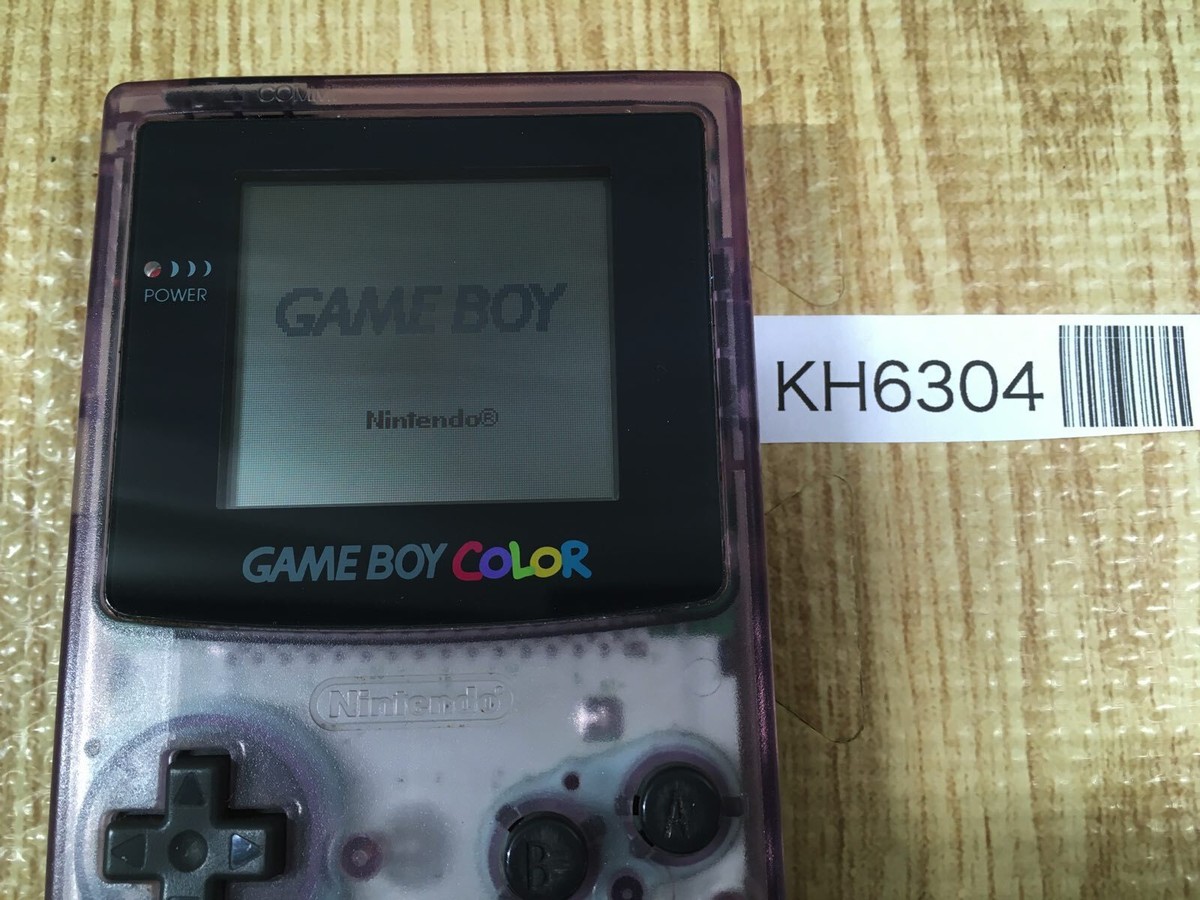 COMM
POWER
GAME BOY
Nintendo®
KH6304
GAME BOY COLOR
Nintendo®
A
B